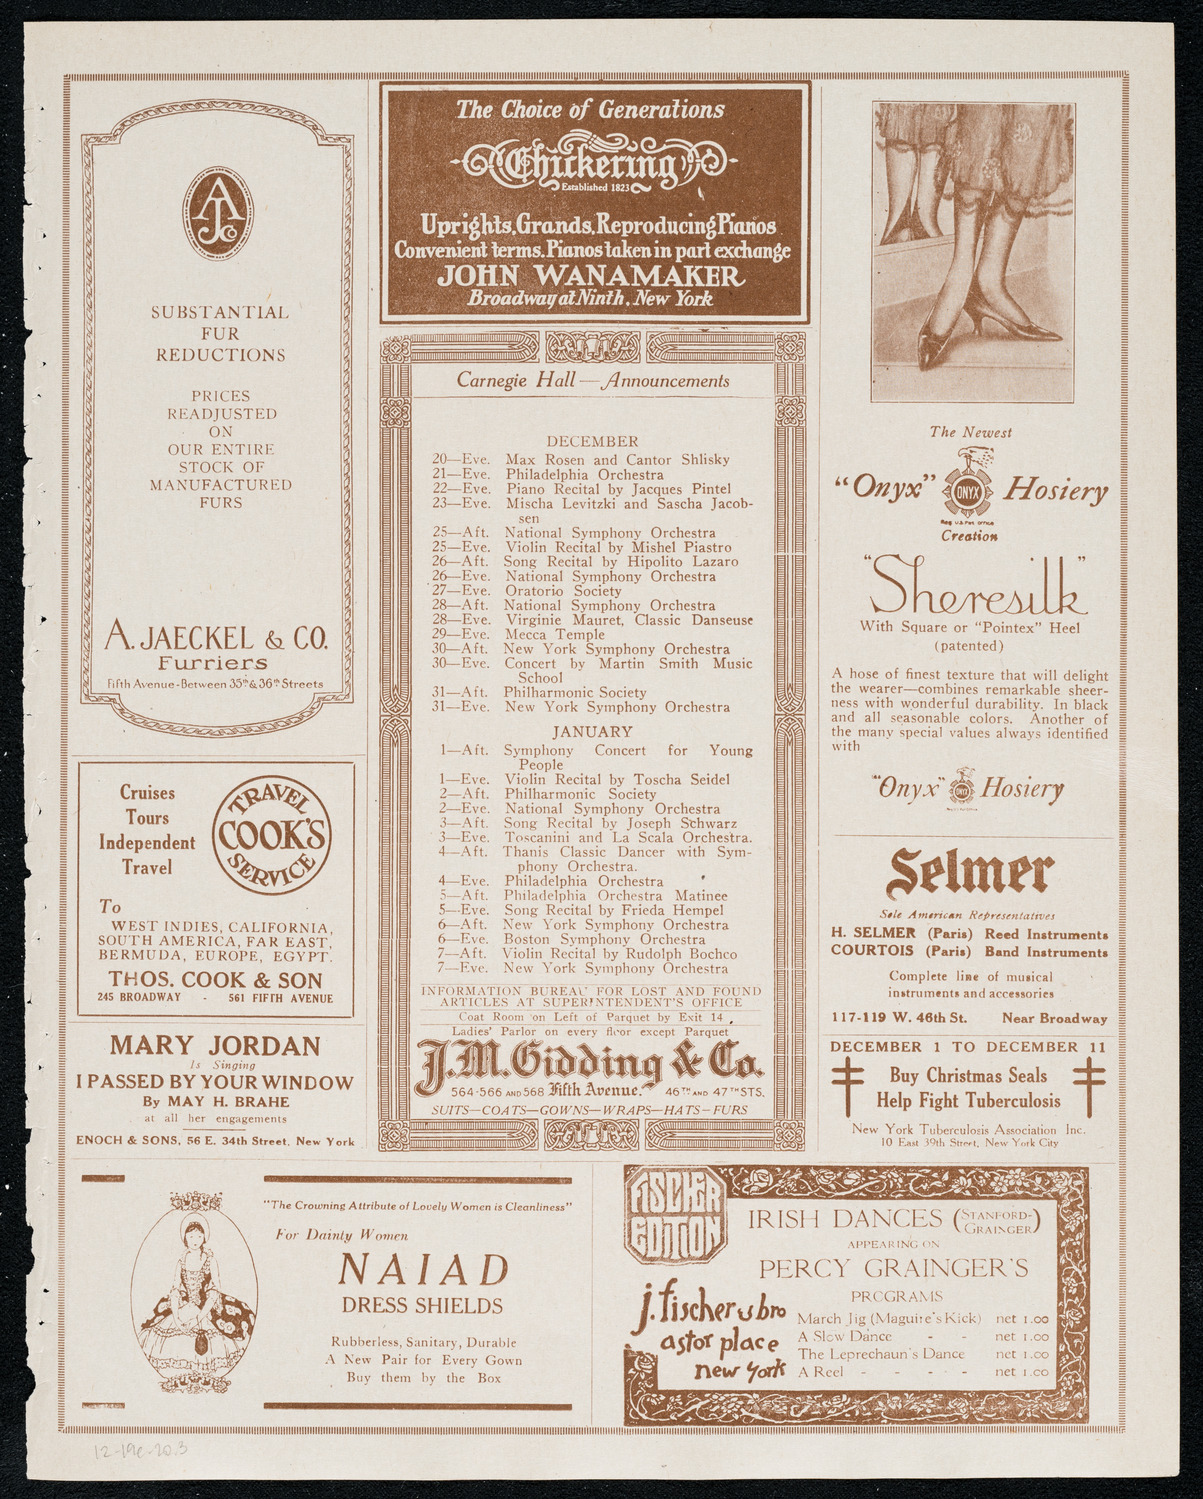 AJCo
SUBSTANTIAL
FUR
REDUCTIONS
PRICES
READJUSTED
ON
OUR ENTIRE
STOCK OF
MANUFACTURED
FURS
A. JAECKEL & CO.
Furriers
Fifth Avenue-Between 35th & 36th Streets
Cruises
Tours
Independent
Travel
TRAVEL
COOK'S
SERVICE
To
WEST INDIES, CALIFORNIA,
SOUTH AMERICA, FAR EAST,
BERMUDA, EUROPE, EGYPT.
THOS. COOK & SON
245 BROADWAY - 561 FIFTH AVENUE
MARY JORDAN
Is Singing
I PASSED BY YOUR WINDOW
By MAY H. BRAHE
at all her engagements
ENOCH & SONS, 56 E. 34th Street, New York
The Choice of Generations
Chickering
Established 1823
Uprights, Grands, Reproducing Pianos
Convenient terms. Pianos taken in part exchange
JOHN WANAMAKER
Broadway at Ninth, New York
Carnegie Hall — Announcements
DECEMBER
20—Eve. Max Rosen and Cantor Shlisky
21—Eve. Philadelphia Orchestra
22—Eve. Piano Recital by Jacques Pintel
23—Eve. Mischa Levitzki and Sascha Jacob-
sen
25—Aft. National Symphony Orchestra
25—Eve. Violin Recital by Mishel Piastro
26—Aft. Song Recital by Hipolito Lazaro
26—Eve. National Symphony Orchestra
27—Eve. Oratorio Society
28—Aft. National Symphony Orchestra
28—Eve. Virginie Mauret, Classic Danseuse
29—Eve. Mecca Temple
30—Aft. New York Symphony Orchestra
30—Eve. Concert by Martin Smith Music
School
31—Aft. Philharmonic Society
31—Eve. New York Symphony Orchestra
JANUARY
1—Aft. Symphony Concert for Young
People
1—Eve. Violin Recital by Toscha Seidel
2—Aft. Philharmonic Society
2—Eve. National Symphony Orchestra
3—Aft. Song Recital by Joseph Schwarz
3—Eve. Toscanini and La Scala Orchestra.
4—Aft. Thanis Classic Dancer with Sym-
phony Orchestra.
4—Eve. Philadelphia Orchestra
5—Aft. Philadelphia Orchestra Matinee
5—Eve. Song Recital by Frieda Hempel
6—Aft. New York Symphony Orchestra
6—Eve. Boston Symphony Orchestra
7—Aft. Violin Recital by Rudolph Bochco
7—Eve. New York Symphony Orchestra
INFORMATION BUREAU FOR LOST AND FOUND
ARTICLES AT SUPERINTENDENT'S OFFICE
Coat Room on Left of Parquet by Exit 14
Ladies' Parlor on every floor except Parquet
J.M. Gidding & Co.
564-566 AND 568 Fifth Avenue. 46TH AND 47TH STS.
SUITS—COATS—GOWNS—WRAPS—HATS—FURS
The Newest
"Onyx" ONYX Hosiery
Reg U.S. Pat. Office
Creation
"Sheresilk"
With Square or "Pointex" Heel
(patented)
A hose of finest texture that will delight
the wearer—combines remarkable sheer-
ness with wonderful durability. In black
and all seasonable colors. Another of
the many special values always identified
with
"Onyx" Hosiery
Selmer
Sole American Representatives
H. SELMER (Paris) Reed Instruments
COURTOIS (Paris) Band Instruments
Complete line of musical
instruments and accessories
117-119 W. 46th St. Near Broadway
DECEMBER 1 TO DECEMBER 11
Buy Christmas Seals
Help Fight Tuberculosis
New York Tuberculosis Association Inc.
10 East 39th Street, New York City
"The Crowning Attribute of Lovely Women is Cleanliness"
For Dainty Women
NAIAD
DRESS SHIELDS
Rubberless, Sanitary, Durable
A New Pair for Every Gown
Buy them by the Box
FISCHER
EDITION
j. fischer & bro
astor place
new york
IRISH DANCES (STANFORD-
GRAINGER)
APPEARING ON
PERCY GRAINGER'S
PROGRAMS
March Jig (Maguire's Kick) net 1.00
A Slow Dance - - net 1.00
The Leprechaun's Dance net 1.00
A Reel - - - - net 1.00
12-19e-20.3